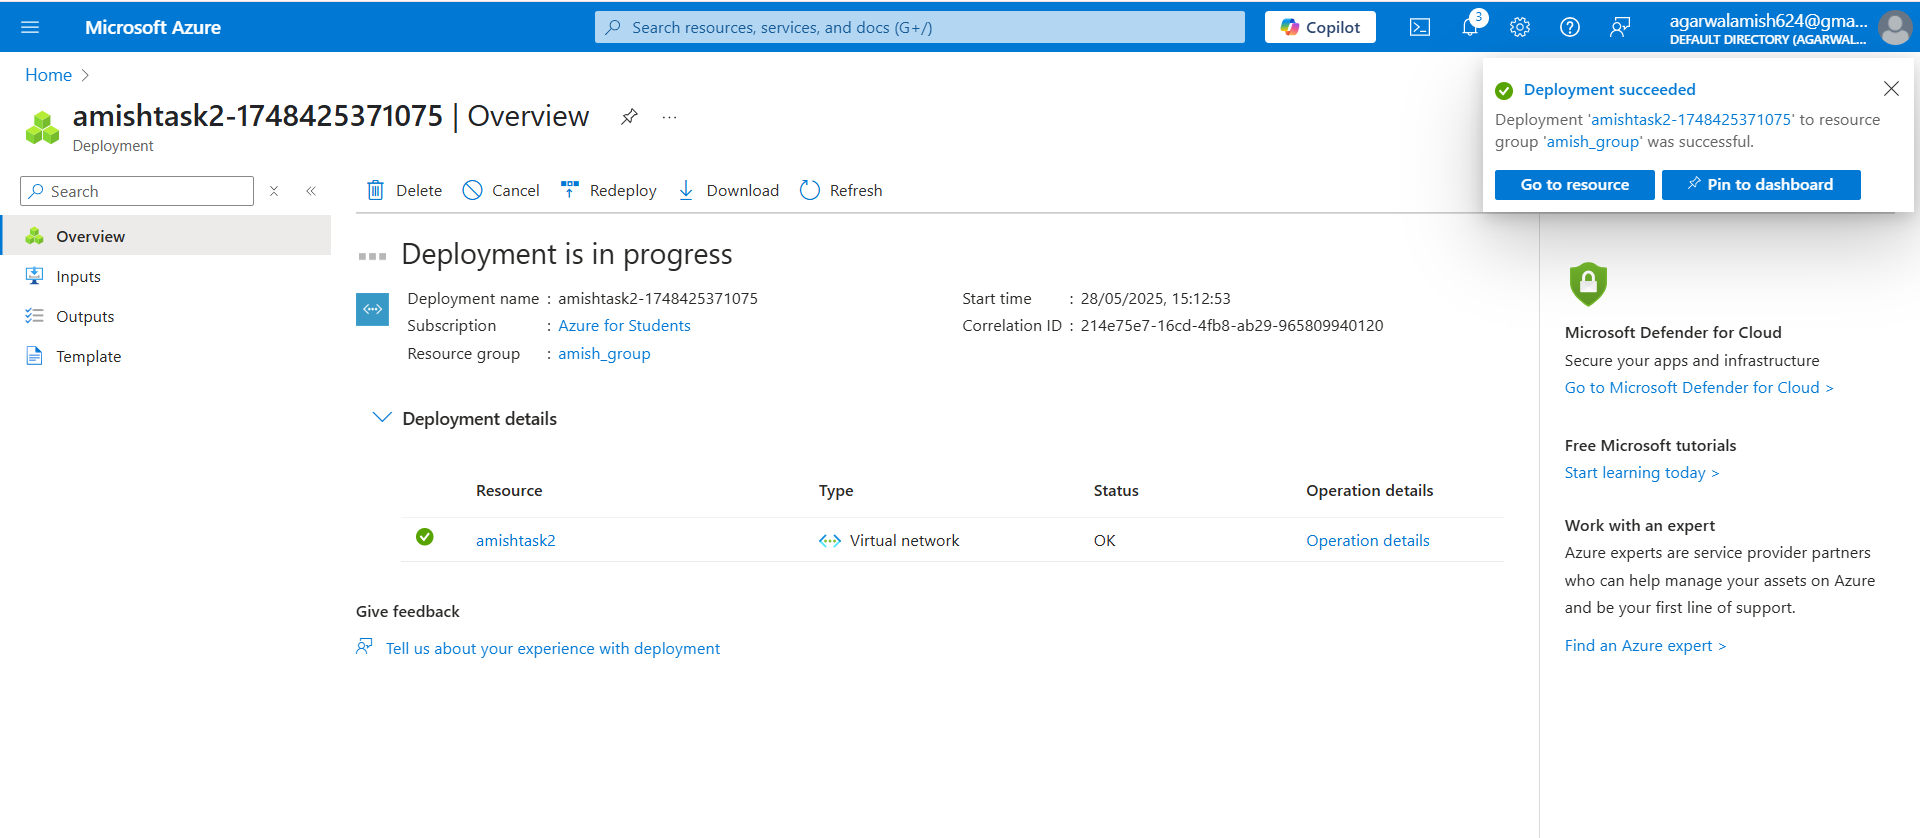 Microsoft Azure
Search resources, services, and docs (G+/)
Copilot
3
agarwalamish624@gma...
DEFAULT DIRECTORY (AGARWAL...
Home
amishtask2-1748425371075 | Overview
...
Deployment
Deployment succeeded
Deployment 'amishtask2-1748425371075' to resource
group 'amish_group' was successful.
Go to resource
Pin to dashboard
Search
Overview
Inputs
Outputs
Template
Delete
Cancel
Redeploy
Download
Refresh
Deployment is in progress
Deployment name : amishtask2-1748425371075
Subscription : Azure for Students
Resource group : amish_group
Start time : 28/05/2025, 15:12:53
Correlation ID : 214e75e7-16cd-4fb8-ab29-965809940120
Deployment details
Resource Type Status Operation details
amishtask2 Virtual network OK Operation details
Give feedback
Tell us about your experience with deployment
Microsoft Defender for Cloud
Secure your apps and infrastructure
Go to Microsoft Defender for Cloud >
Free Microsoft tutorials
Start learning today >
Work with an expert
Azure experts are service provider partners
who can help manage your assets on Azure
and be your first line of support.
Find an Azure expert >